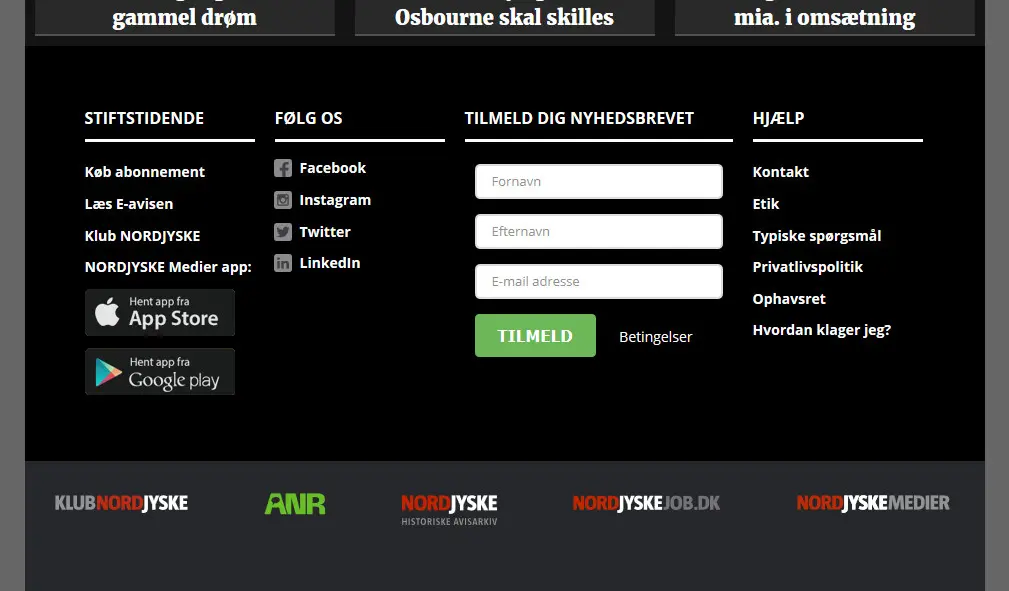 gammel drøm
Osbourne skal skilles
mia. i omsætning
STIFTSTIDENDE
Køb abonnement
Læs E-avisen
Klub NORDJYSKE
NORDJYSKE Medier app:
Hent app fra
App Store
Hent app fra
Google play
FØLG OS
Facebook
Instagram
Twitter
LinkedIn
TILMELD DIG NYHEDSBREVET
Fornavn
Efternavn
E-mail adresse
TILMELD
Betingelser
HJÆLP
Kontakt
Etik
Typiske spørgsmål
Privatlivspolitik
Ophavsret
Hvordan klager jeg?
KLUBNORDJYSKE
ANR
NORDJYSKE
HISTORISKE AVISARKIV
NORDJYSKEJOB.DK
NORDJYSKEMEDIER